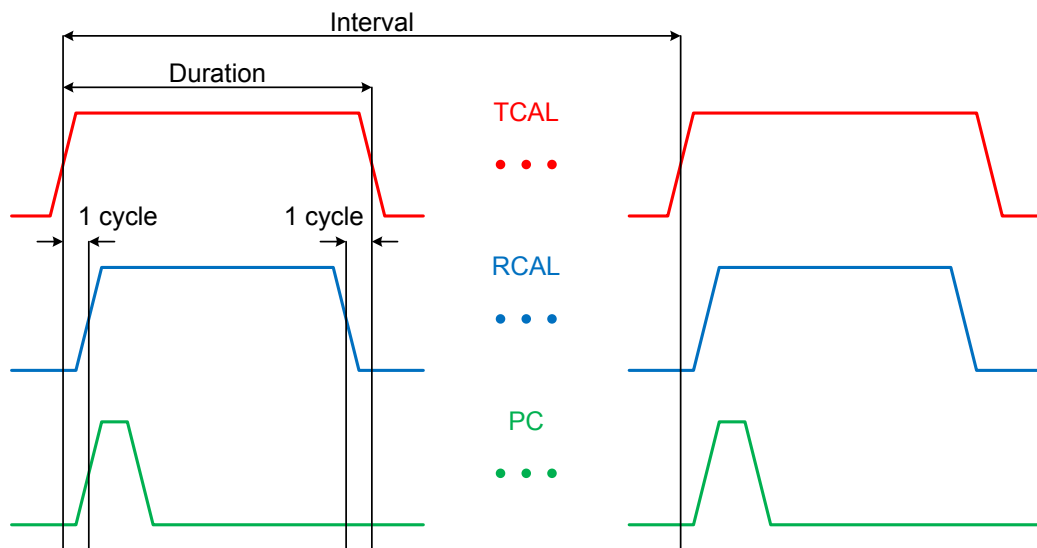 Interval
Duration
TCAL
• • •
1 cycle
1 cycle
RCAL
• • •
PC
• • •